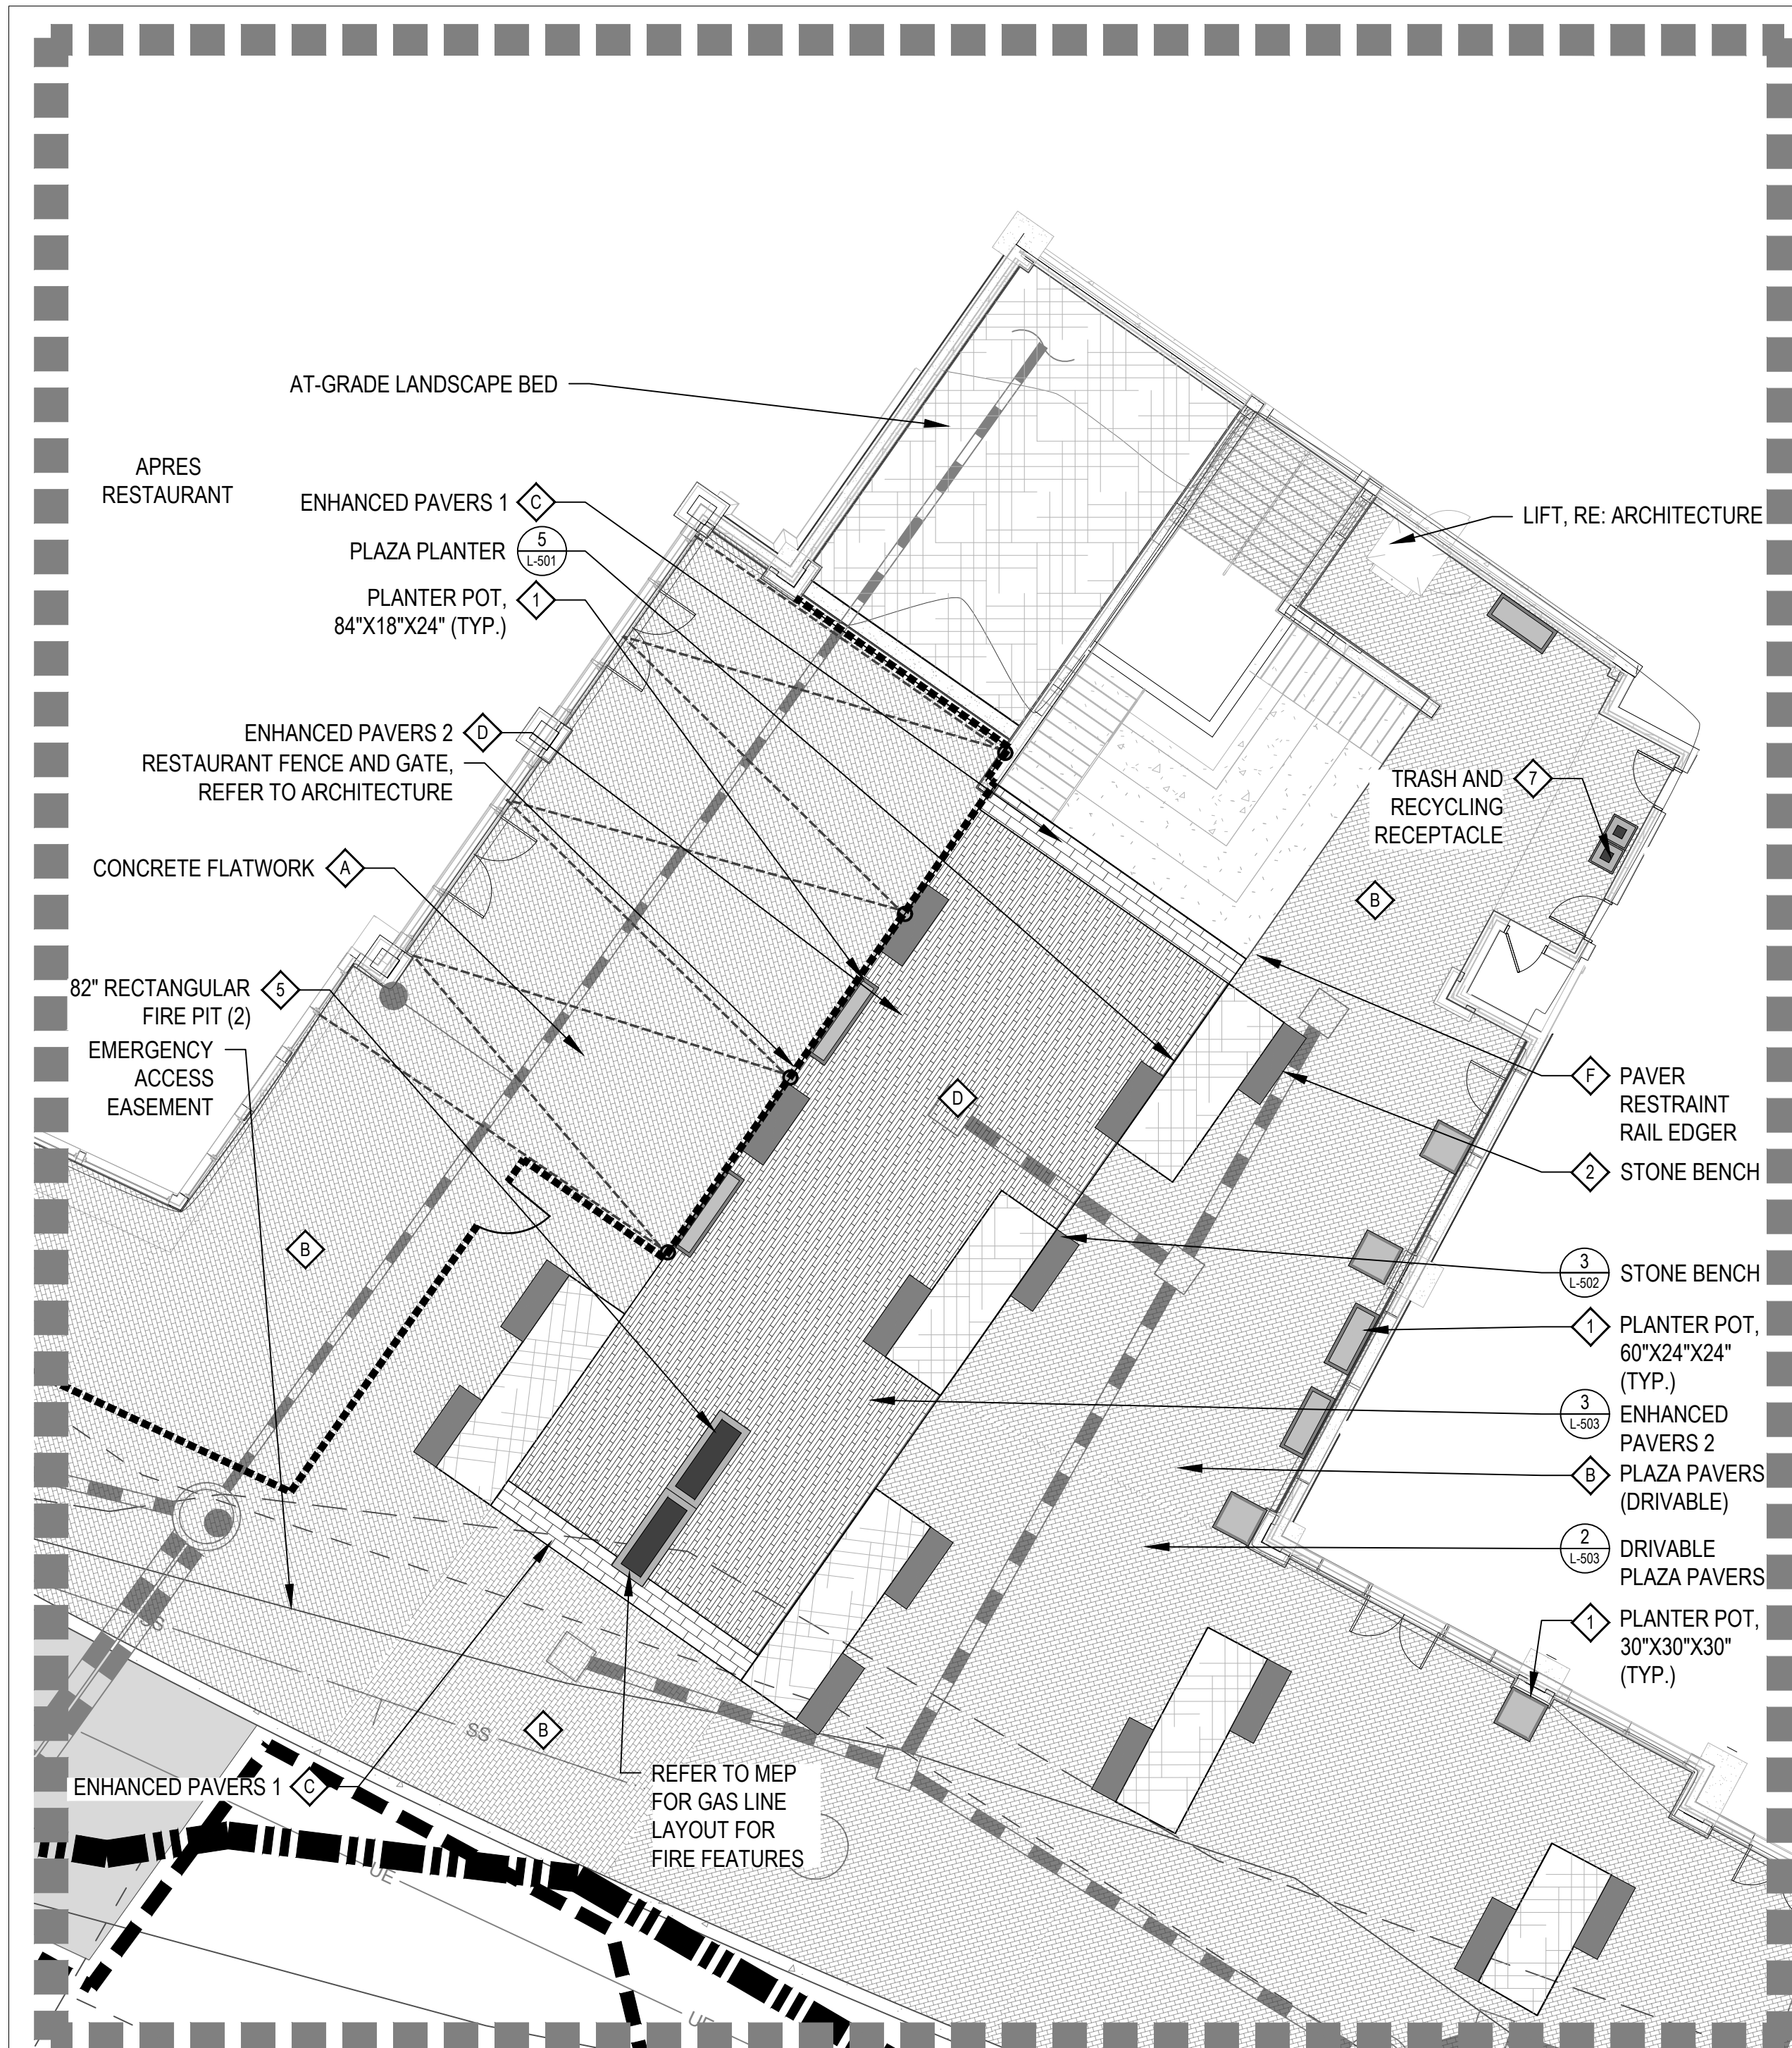 AT-GRADE LANDSCAPE BED
APRES
RESTAURANT
ENHANCED PAVERS 1
C
PLAZA PLANTER
5
L-501
PLANTER POT,
84"X18"X24" (TYP.)
1
LIFT, RE: ARCHITECTURE
ENHANCED PAVERS 2
D
RESTAURANT FENCE AND GATE,
REFER TO ARCHITECTURE
TRASH AND
RECYCLING
RECEPTACLE
7
CONCRETE FLATWORK
A
B
82" RECTANGULAR
FIRE PIT (2)
5
EMERGENCY
ACCESS
EASEMENT
D
F
PAVER
RESTRAINT
RAIL EDGER
2
STONE BENCH
B
3
L-502
STONE BENCH
1
PLANTER POT,
60"X24"X24"
(TYP.)
3
L-503
ENHANCED
PAVERS 2
B
PLAZA PAVERS
(DRIVABLE)
2
L-503
DRIVABLE
PLAZA PAVERS
1
PLANTER POT,
30"X30"X30"
(TYP.)
SS
SS
B
ENHANCED PAVERS 1
C
REFER TO MEP
FOR GAS LINE
LAYOUT FOR
FIRE FEATURES
UE
UE